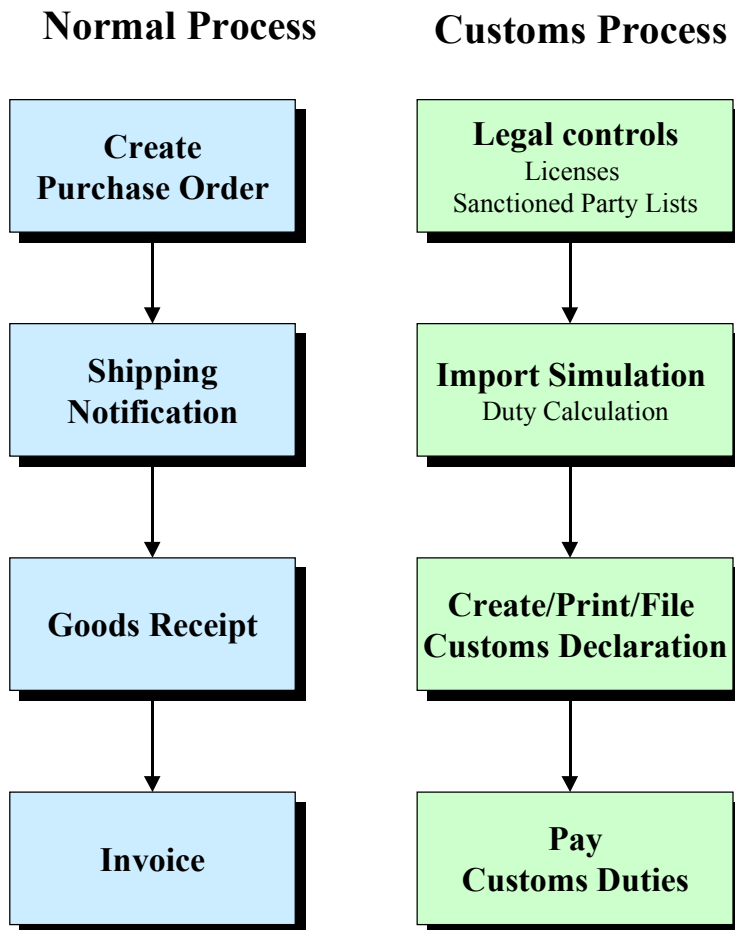 Normal Process
Customs Process
Create
Purchase Order
Legal controls
Licenses
Sanctioned Party Lists
Shipping
Notification
Import Simulation
Duty Calculation
Goods Receipt
Create/Print/File
Customs Declaration
Invoice
Pay
Customs Duties